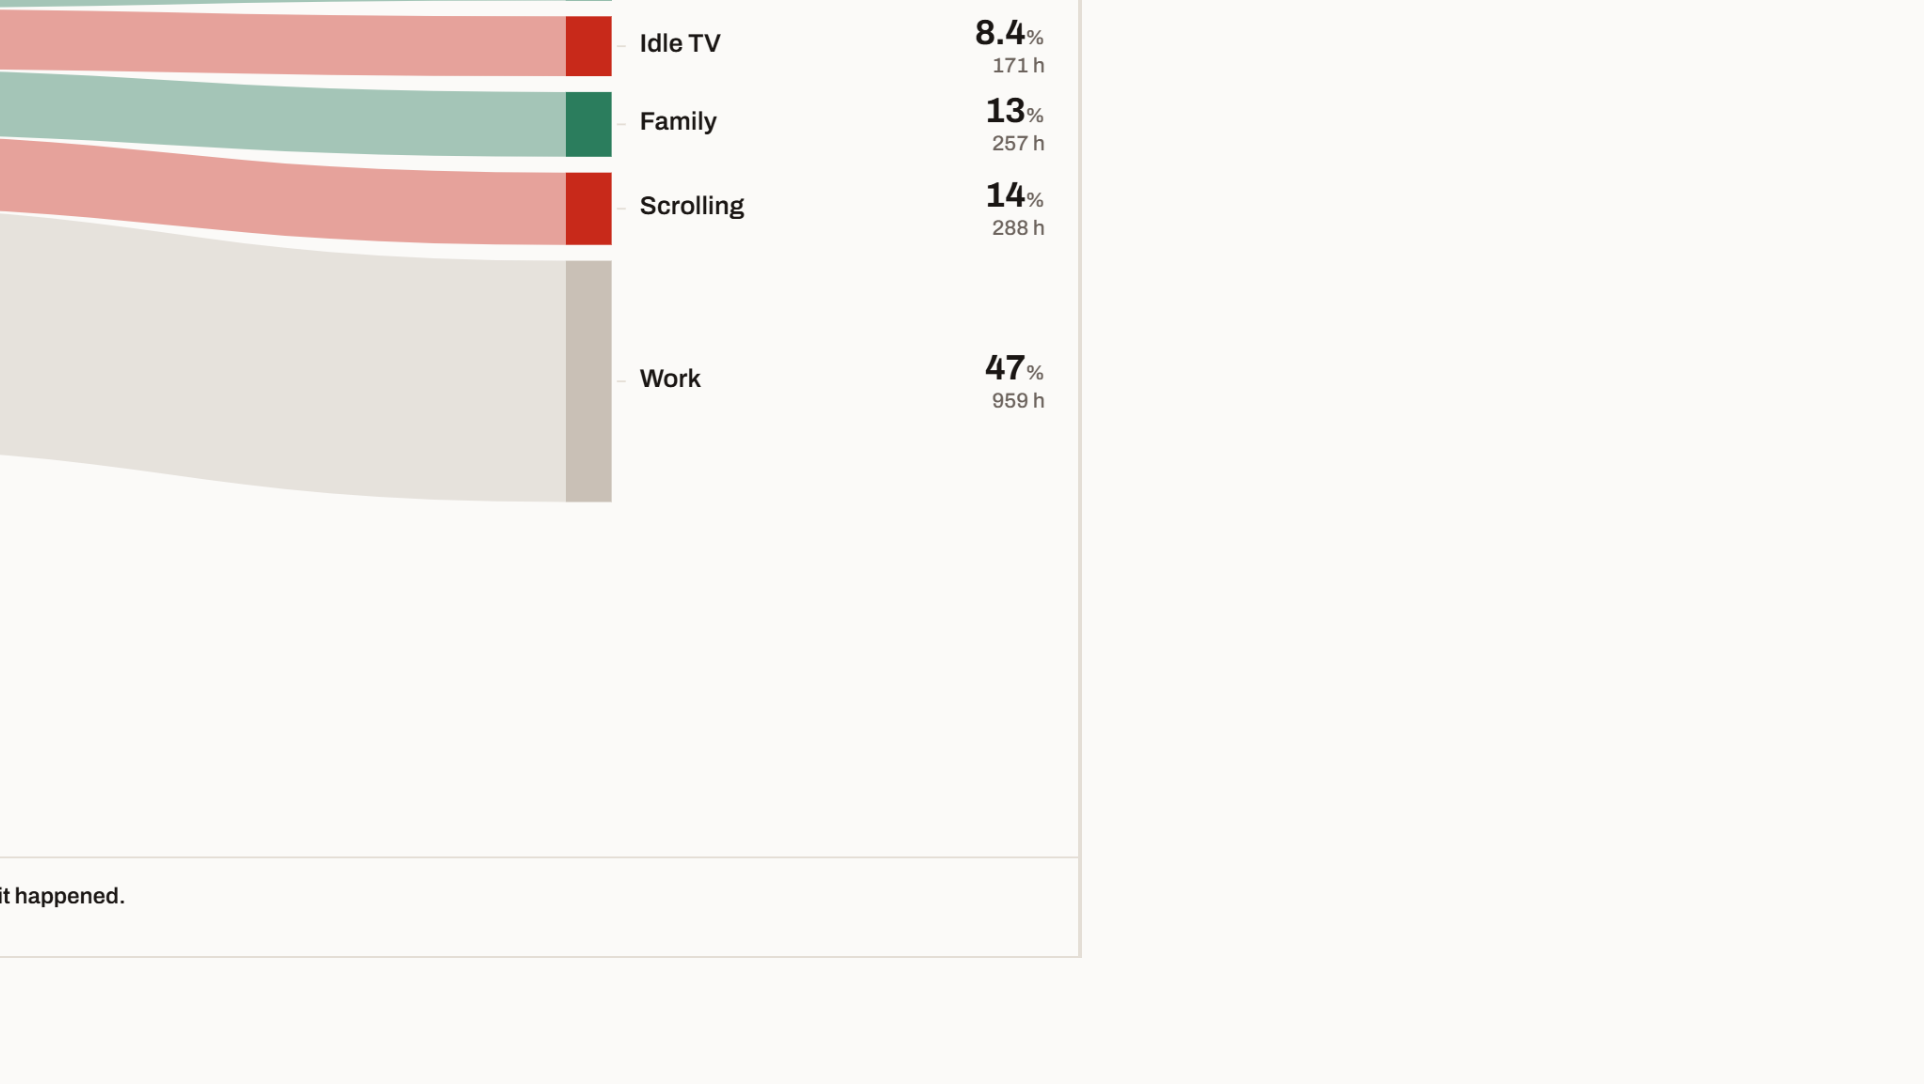 Idle TV
8.4%
171 h
Family
13%
257 h
Scrolling
14%
288 h
Work
47%
959 h
it happened.